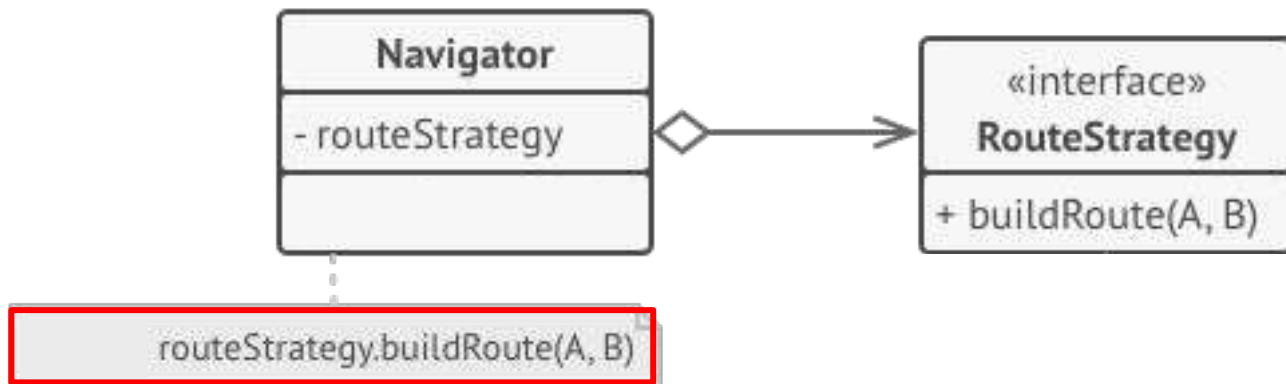 Navigator
- routeStrategy
«interface»
RouteStrategy
+ buildRoute(A, B)
routeStrategy.buildRoute(A, B)